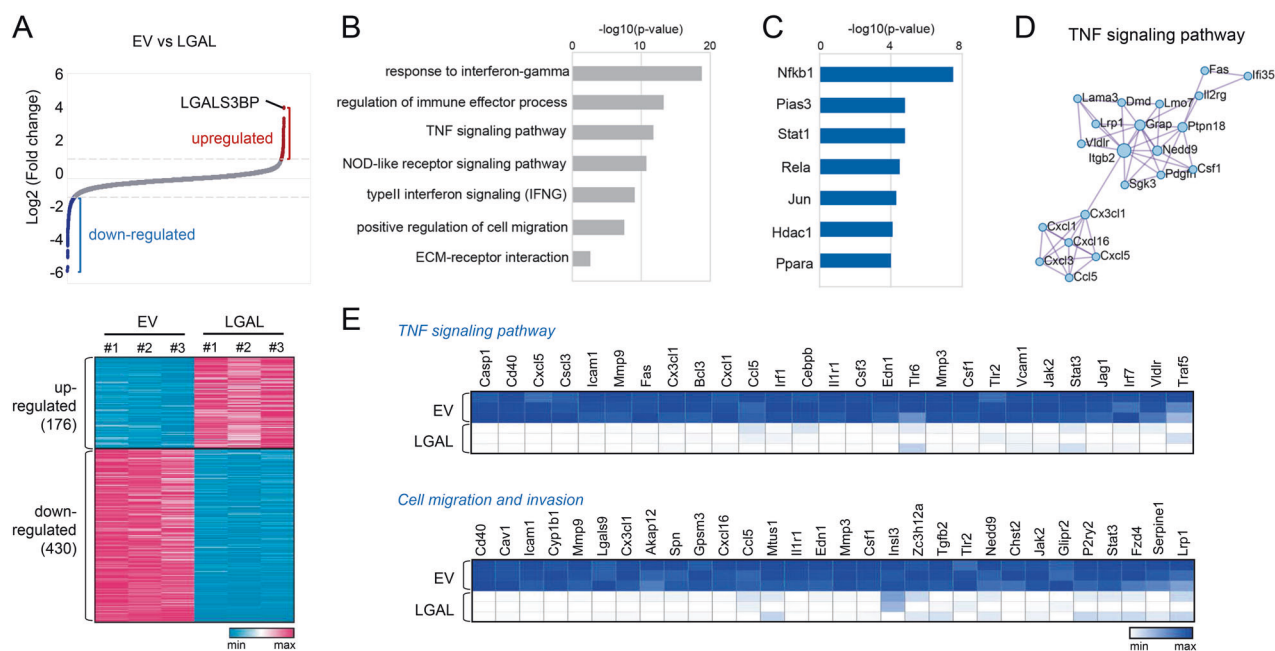 A
EV vs LGAL
Log2 (Fold change)
6
4
2
0
-2
-4
-6
LGALS3BP
upregulated
down-regulated
EV
LGAL
#1 #2 #3 #1 #2 #3
up-
regulated
(176)
down-
regulated
(430)
min max
B
-log10(p-value)
0 10 20
response to interferon-gamma
regulation of immune effector process
TNF signaling pathway
NOD-like receptor signaling pathway
typeII interferon signaling (IFNG)
positive regulation of cell migration
ECM-receptor interaction
C
-log10(p-value)
0 4 8
Nfkb1
Pias3
Stat1
Rela
Jun
Hdac1
Ppara
D
TNF signaling pathway
Fas
Ifi35
Il2rg
Lama3
Dmd
Lmo7
Lrp1
Grap
Ptpn18
Vldlr
Itgb2
Nedd9
Csf1
Pdgfn
Sgk3
Cx3cl1
Cxcl1
Cxcl16
Cxcl3
Cxcl5
Ccl5
E
TNF signaling pathway
Casp1
Cd40
Cxcl5
Cscl3
Icam1
Mmp9
Fas
Cx3cl1
Bcl3
Cxcl1
Ccl5
Irf1
Cebpb
Il1r1
Csf3
Edn1
Tlr6
Mmp3
Csf1
Tlr2
Vcam1
Jak2
Stat3
Jag1
Irf7
Vldlr
Traf5
EV
LGAL
Cell migration and invasion
Cd40
Cav1
Icam1
Cyp1b1
Mmp9
Lgals9
Cx3cl1
Akap12
Spn
Gpsm3
Cxcl16
Ccl5
Mtus1
Il1r1
Edn1
Mmp3
Csf1
Insl3
Zc3h12a
Tgfb2
Tlr2
Nedd9
Chst2
Jak2
Glipr2
P2ry2
Stat3
Fzd4
Serpine1
Lrp1
EV
LGAL
min max